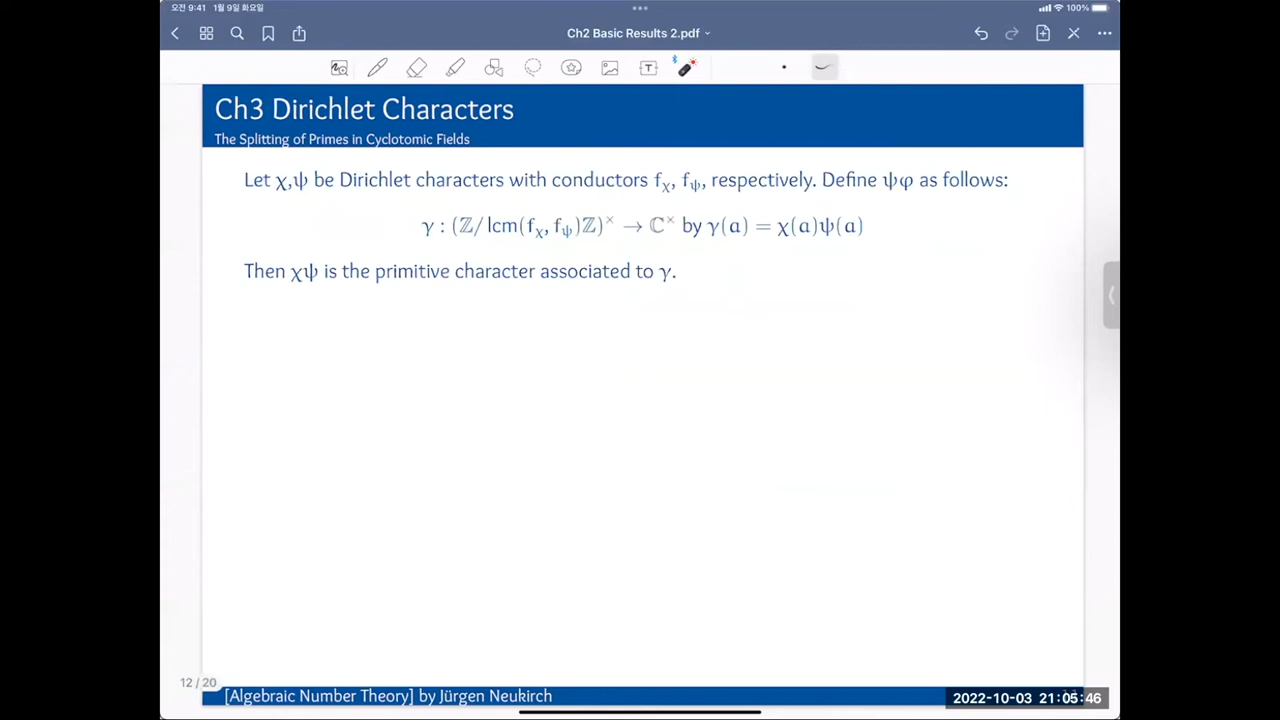 오전 9:41 1월 9일 화요일
100%
Ch2 Basic Results 2.pdf
T
Ch3 Dirichlet Characters
The Splitting of Primes in Cyclotomic Fields
Let χ,ψ be Dirichlet characters with conductors f_χ, f_ψ, respectively. Define ψφ as follows:
γ : (ℤ/ lcm(f_χ, f_ψ)ℤ)^× → ℂ^× by γ(a) = χ(a)ψ(a)
Then χψ is the primitive character associated to γ.
12 / 20
[Algebraic Number Theory] by Jürgen Neukirch
2022-10-03 21:05:46